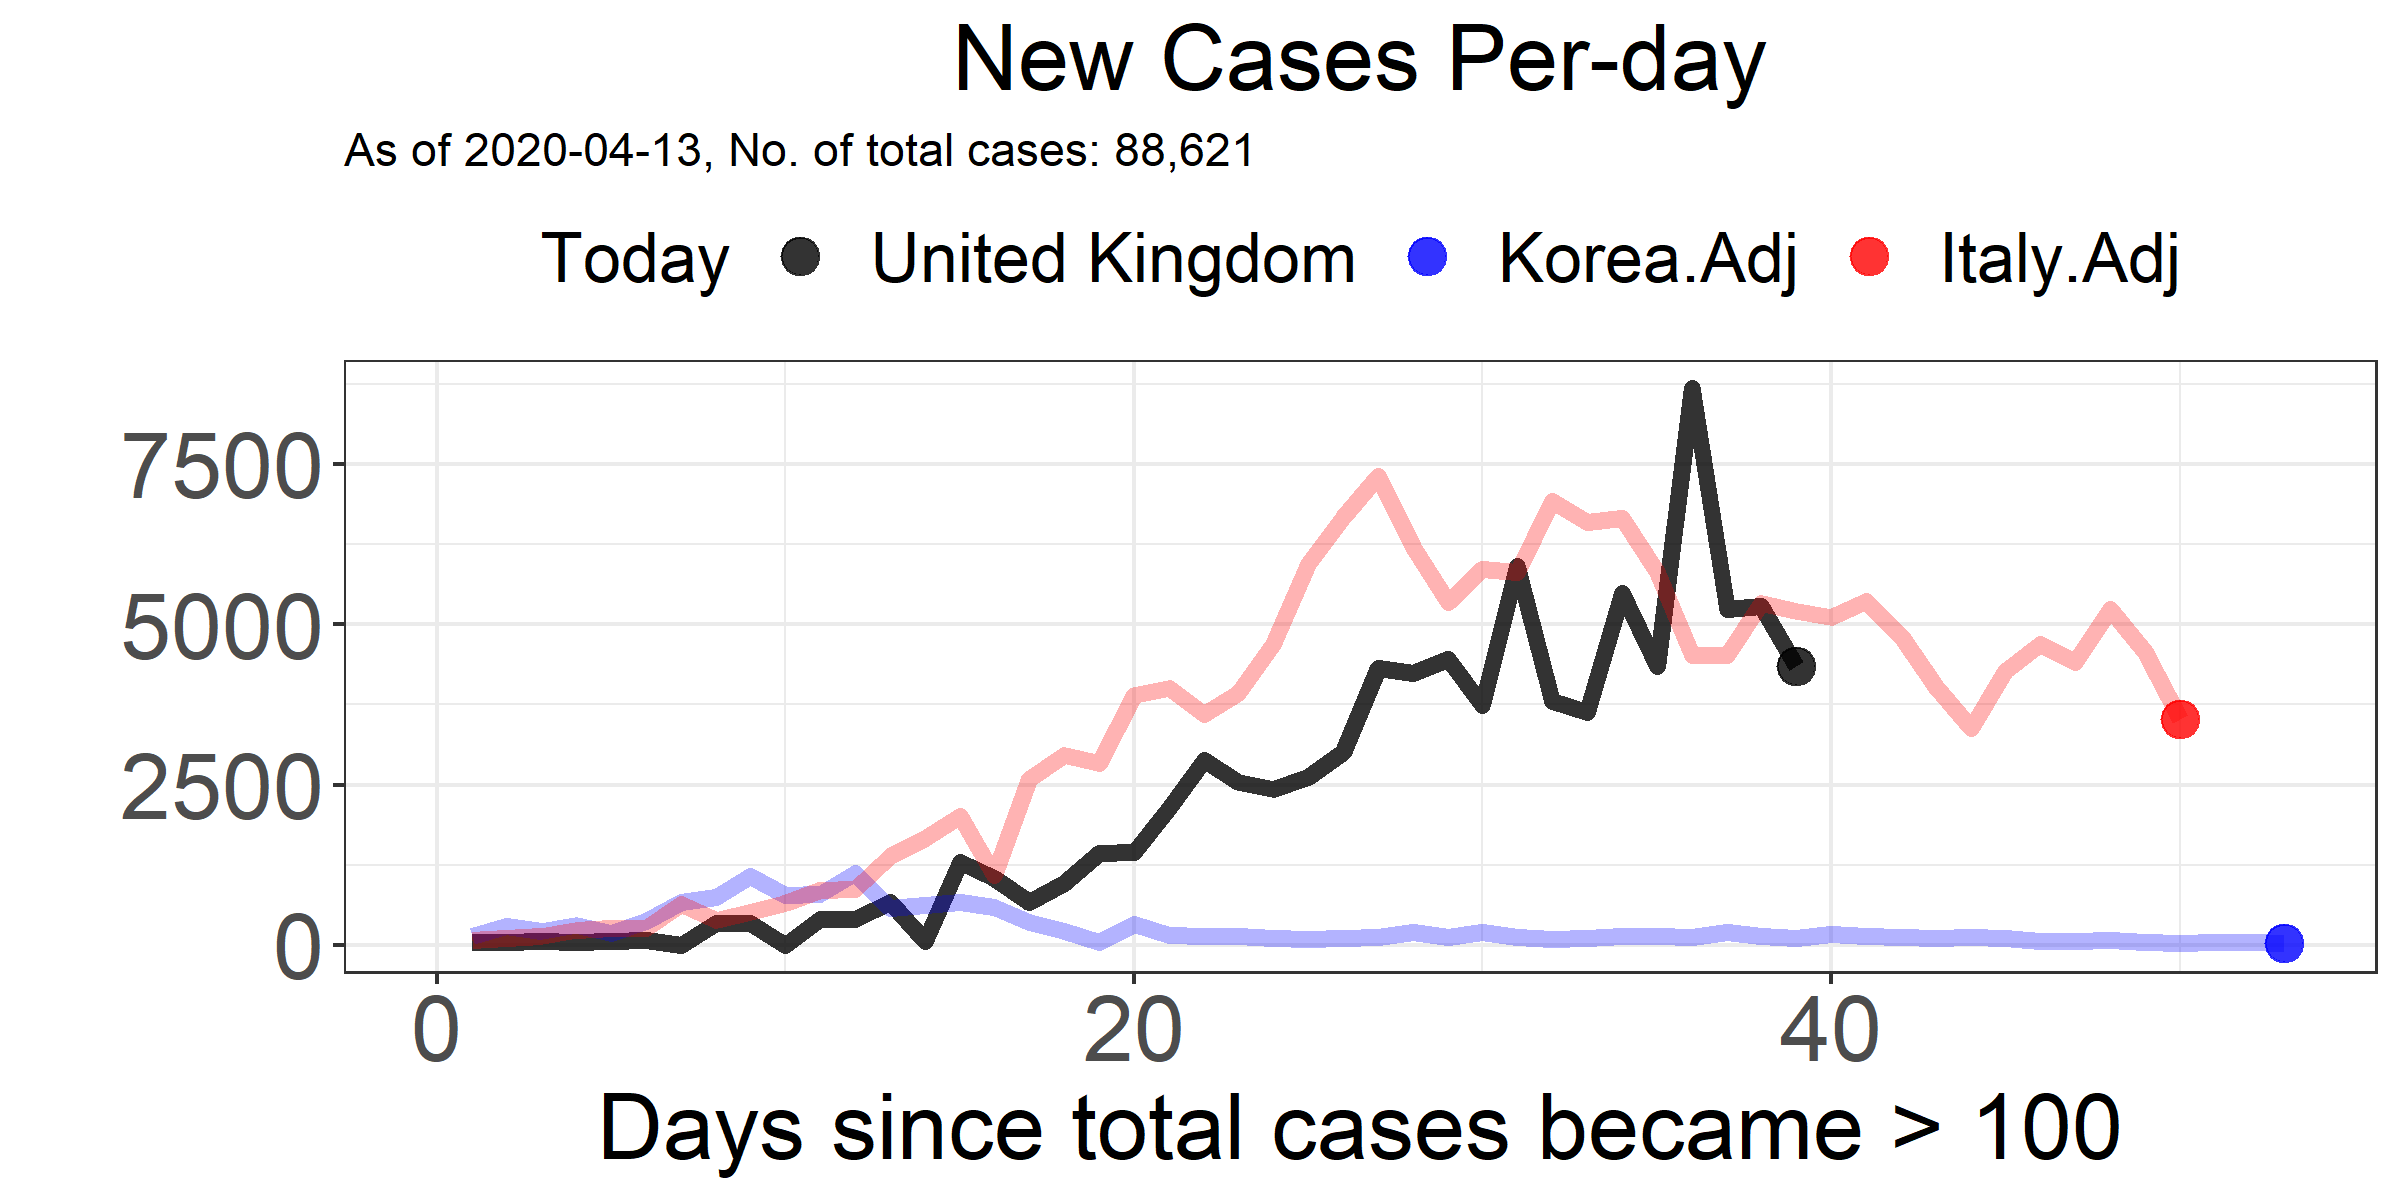 New Cases Per-day
As of 2020-04-13, No. of total cases: 88,621
Today United Kingdom Korea.Adj Italy.Adj
7500
5000
2500
0
0 20 40
Days since total cases became > 100